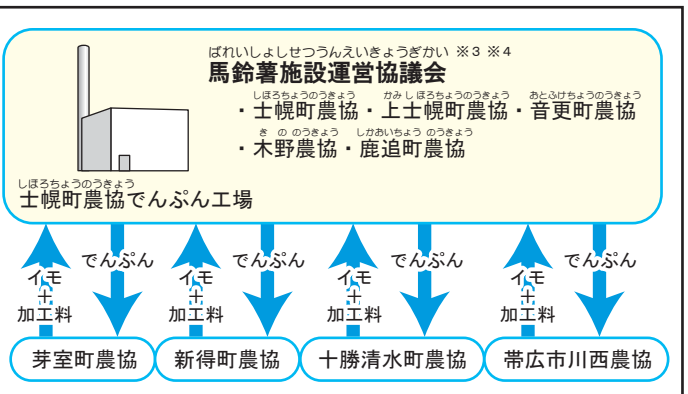 ばれいしょしせつうんえいきょうぎかい ※3 ※4
馬鈴薯施設運営協議会
しほろちょうのうきょう かみしほろちょうのうきょう おとふけちょうのうきょう
・士幌町農協・上士幌町農協・音更町農協
きののうきょう しかおいちょうのうきょう
・木野農協・鹿追町農協
しほろちょうのうきょう
士幌町農協でんぷん工場
イモ
+
加工料
でんぷん
イモ
+
加工料
でんぷん
イモ
+
加工料
でんぷん
イモ
+
加工料
でんぷん
芽室町農協
新得町農協
十勝清水町農協
帯広市川西農協